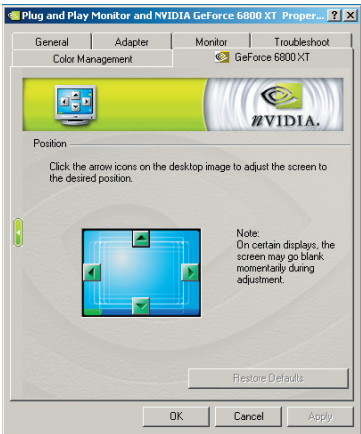 Plug and Play Monitor and NVIDIA GeForce 6800 XT Proper...
General Adapter Monitor Troubleshoot
Color Management GeForce 6800 XT
NVIDIA.
Position
Click the arrow icons on the desktop image to adjust the screen to
the desired position.
Note:
On certain displays, the
screen may go blank
momentarily during
adjustment.
Restore Defaults
OK Cancel Apply